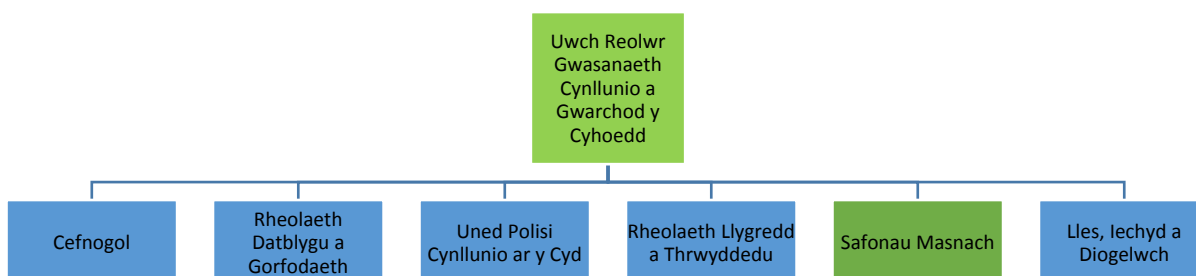 Uwch Reolwr
Gwasanaeth
Cynllunio a
Gwarchod y
Cyhoedd
Cefnogol
Rheolaeth
Datblygu a
Gorfodaeth
Uned Polisi
Cynllunio ar y Cyd
Rheolaeth Llygredd
a Thrwyddedu
Safonau Masnach
Lles, Iechyd a
Diogelwch